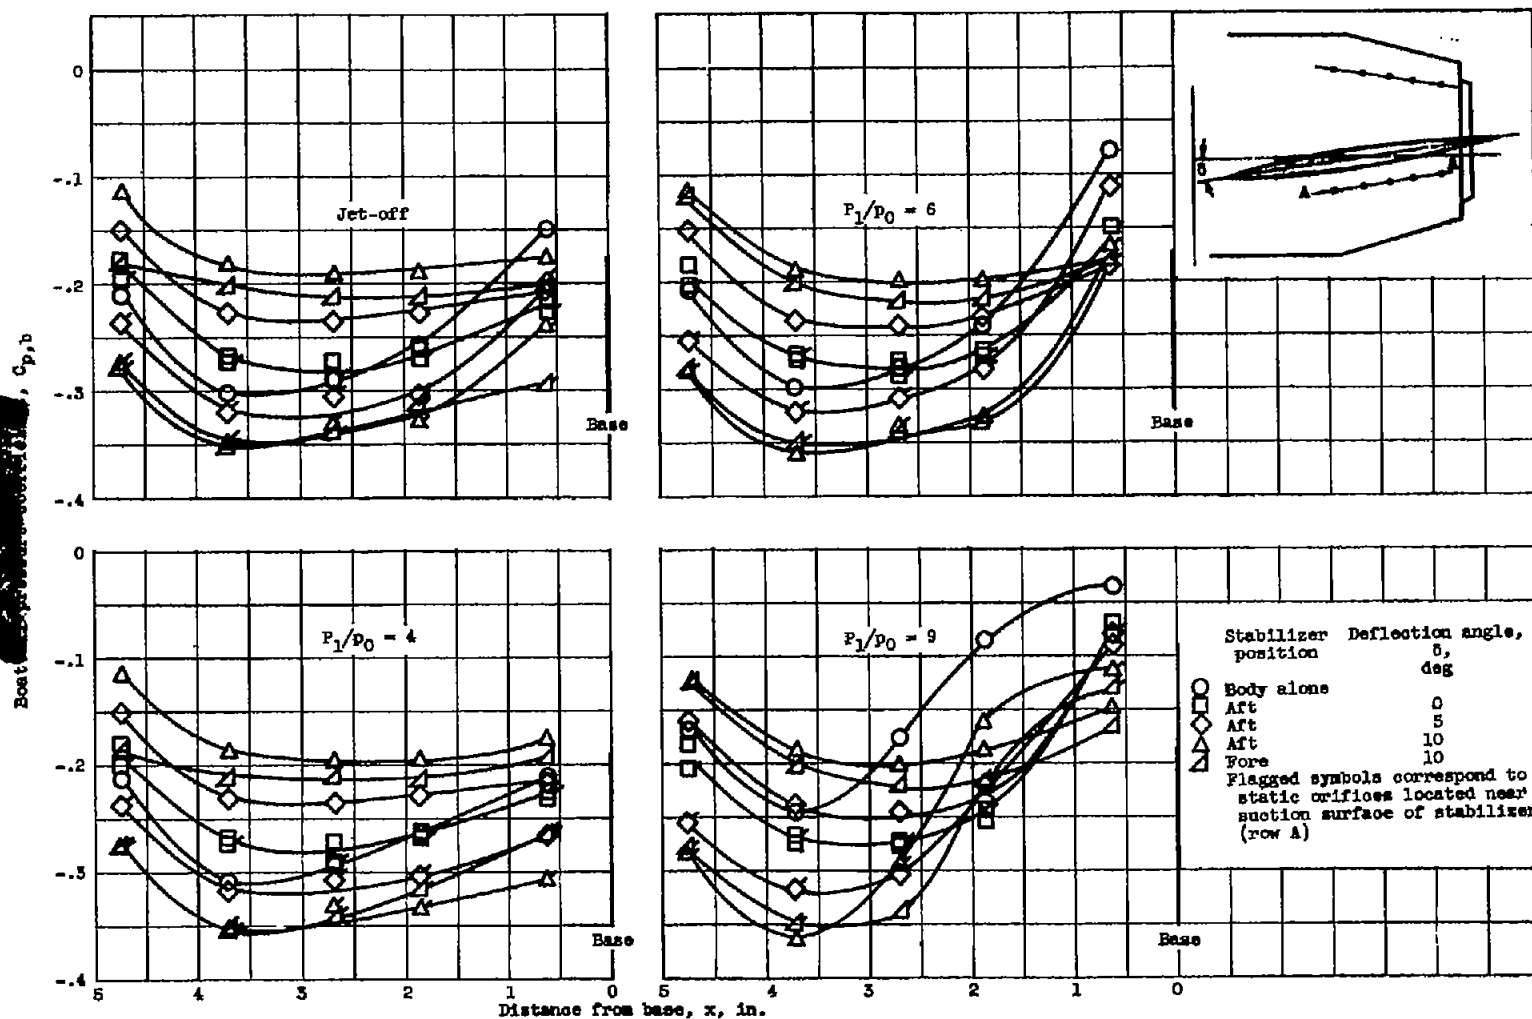 0
-.1
-.2
-.3
-.4
Jet-off
Base
P1/p0 = 6
Base
δ
A
A
0
-.1
-.2
-.3
-.4
P1/p0 = 4
Base
5 4 3 2 1 0
P1/p0 = 9
Base
5 4 3 2 1 0
Distance from base, x, in.
Cp,b
Stabilizer Deflection angle,
position δ,
deg
Body alone
Aft 0
Aft 5
Aft 10
Fore 10
Flagged symbols correspond to
static orifices located near
suction surface of stabilizer
(row A)